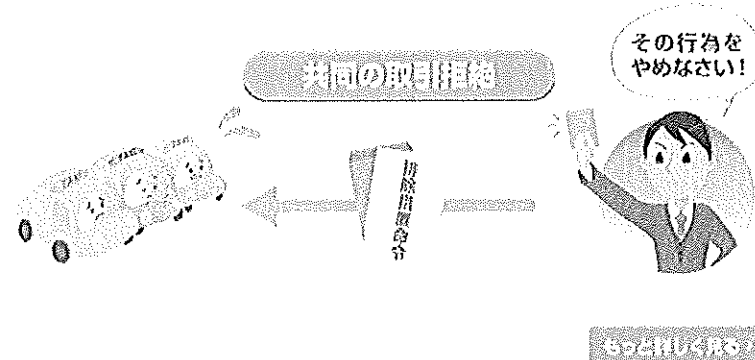 共同の取引拒絶
その行為を
やめなさい!
排除措置命令
もっと詳しく見る